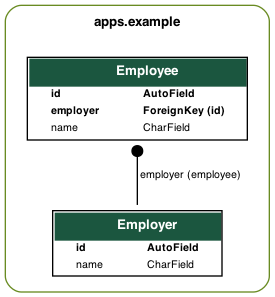 apps.example
Employee
id AutoField
employer ForeignKey (id)
name CharField
employer (employee)
Employer
id AutoField
name CharField